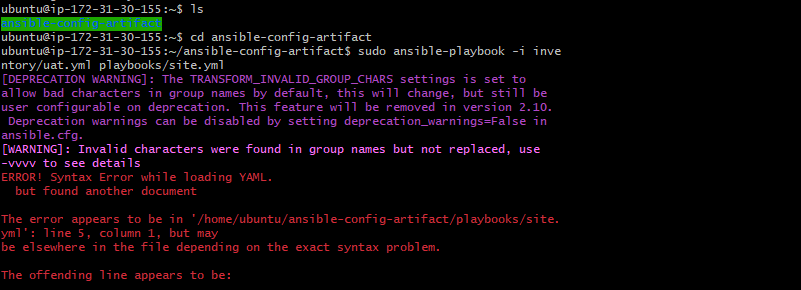 ubuntu@ip-172-31-30-155:~$ ls
ansible-config-artifact
ubuntu@ip-172-31-30-155:~$ cd ansible-config-artifact
ubuntu@ip-172-31-30-155:~/ansible-config-artifact$ sudo ansible-playbook -i inve
ntory/uat.yml playbooks/site.yml
[DEPRECATION WARNING]: The TRANSFORM_INVALID_GROUP_CHARS settings is set to
allow bad characters in group names by default, this will change, but still be
user configurable on deprecation. This feature will be removed in version 2.10.
 Deprecation warnings can be disabled by setting deprecation_warnings=False in
ansible.cfg.
[WARNING]: Invalid characters were found in group names but not replaced, use
-vvvv to see details
ERROR! Syntax Error while loading YAML.
  but found another document

The error appears to be in '/home/ubuntu/ansible-config-artifact/playbooks/site.
yml': line 5, column 1, but may
be elsewhere in the file depending on the exact syntax problem.

The offending line appears to be: